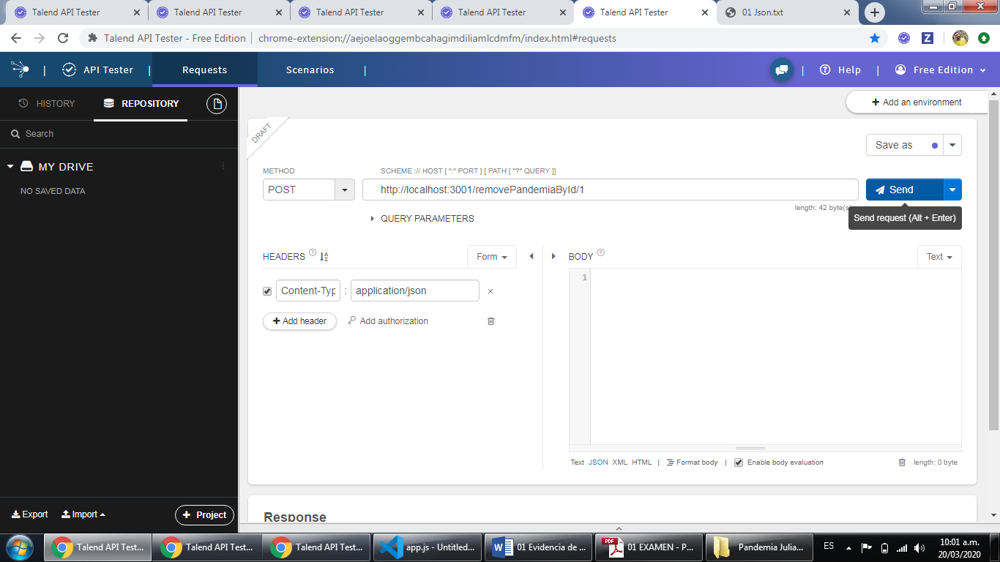 Talend API Tester
Talend API Tester
Talend API Tester
Talend API Tester
Talend API Tester
01 Json.txt
Talend API Tester - Free Edition | chrome-extension://aejoelaoggembcahagimdiliamlcdmfm/index.html#requests
| API Tester | Requests Scenarios | | Help | Free Edition
HISTORY REPOSITORY
Add an environment
Search
DRAFT
Save as
MY DRIVE
NO SAVED DATA
METHOD SCHEME :// HOST [ ":" PORT ] [ PATH [ "?" QUERY ]]
POST http://localhost:3001/removePandemiaById/1 Send
length: 42 byte(s)
Send request (Alt + Enter)
QUERY PARAMETERS
HEADERS ? Form BODY ? Text
1
Content-Typ : application/json ×
Add header Add authorization
Text JSON XML HTML | Format body | Enable body evaluation length: 0 byte
Export Import + Project
Response
Talend API Test...
Talend API Test...
Talend API Test...
app.js - Untitled...
01 Evidencia de ...
01 EXAMEN - P...
Pandemia Julia...
ES
10:01 a.m.
20/03/2020